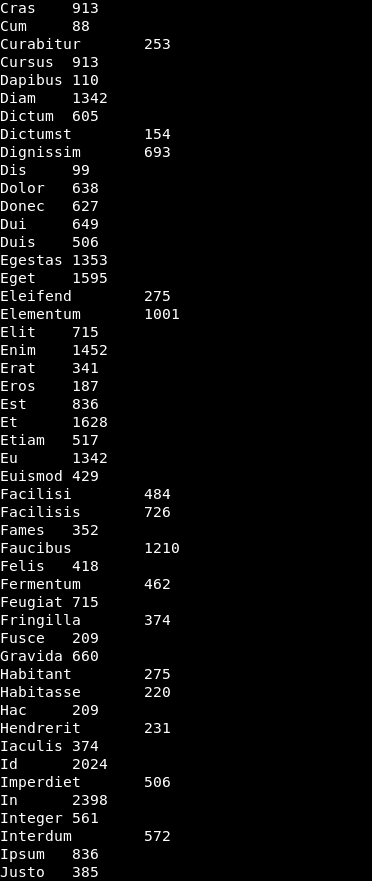 Cras	913
Cum	88
Curabitur	253
Cursus	913
Dapibus	110
Diam	1342
Dictum	605
Dictumst	154
Dignissim	693
Dis	99
Dolor	638
Donec	627
Dui	649
Duis	506
Egestas	1353
Eget	1595
Eleifend	275
Elementum	1001
Elit	715
Enim	1452
Erat	341
Eros	187
Est	836
Et	1628
Etiam	517
Eu	1342
Euismod	429
Facilisi	484
Facilisis	726
Fames	352
Faucibus	1210
Felis	418
Fermentum	462
Feugiat	715
Fringilla	374
Fusce	209
Gravida	660
Habitant	275
Habitasse	220
Hac	209
Hendrerit	231
Iaculis	374
Id	2024
Imperdiet	506
In	2398
Integer	561
Interdum	572
Ipsum	836
Justo	385